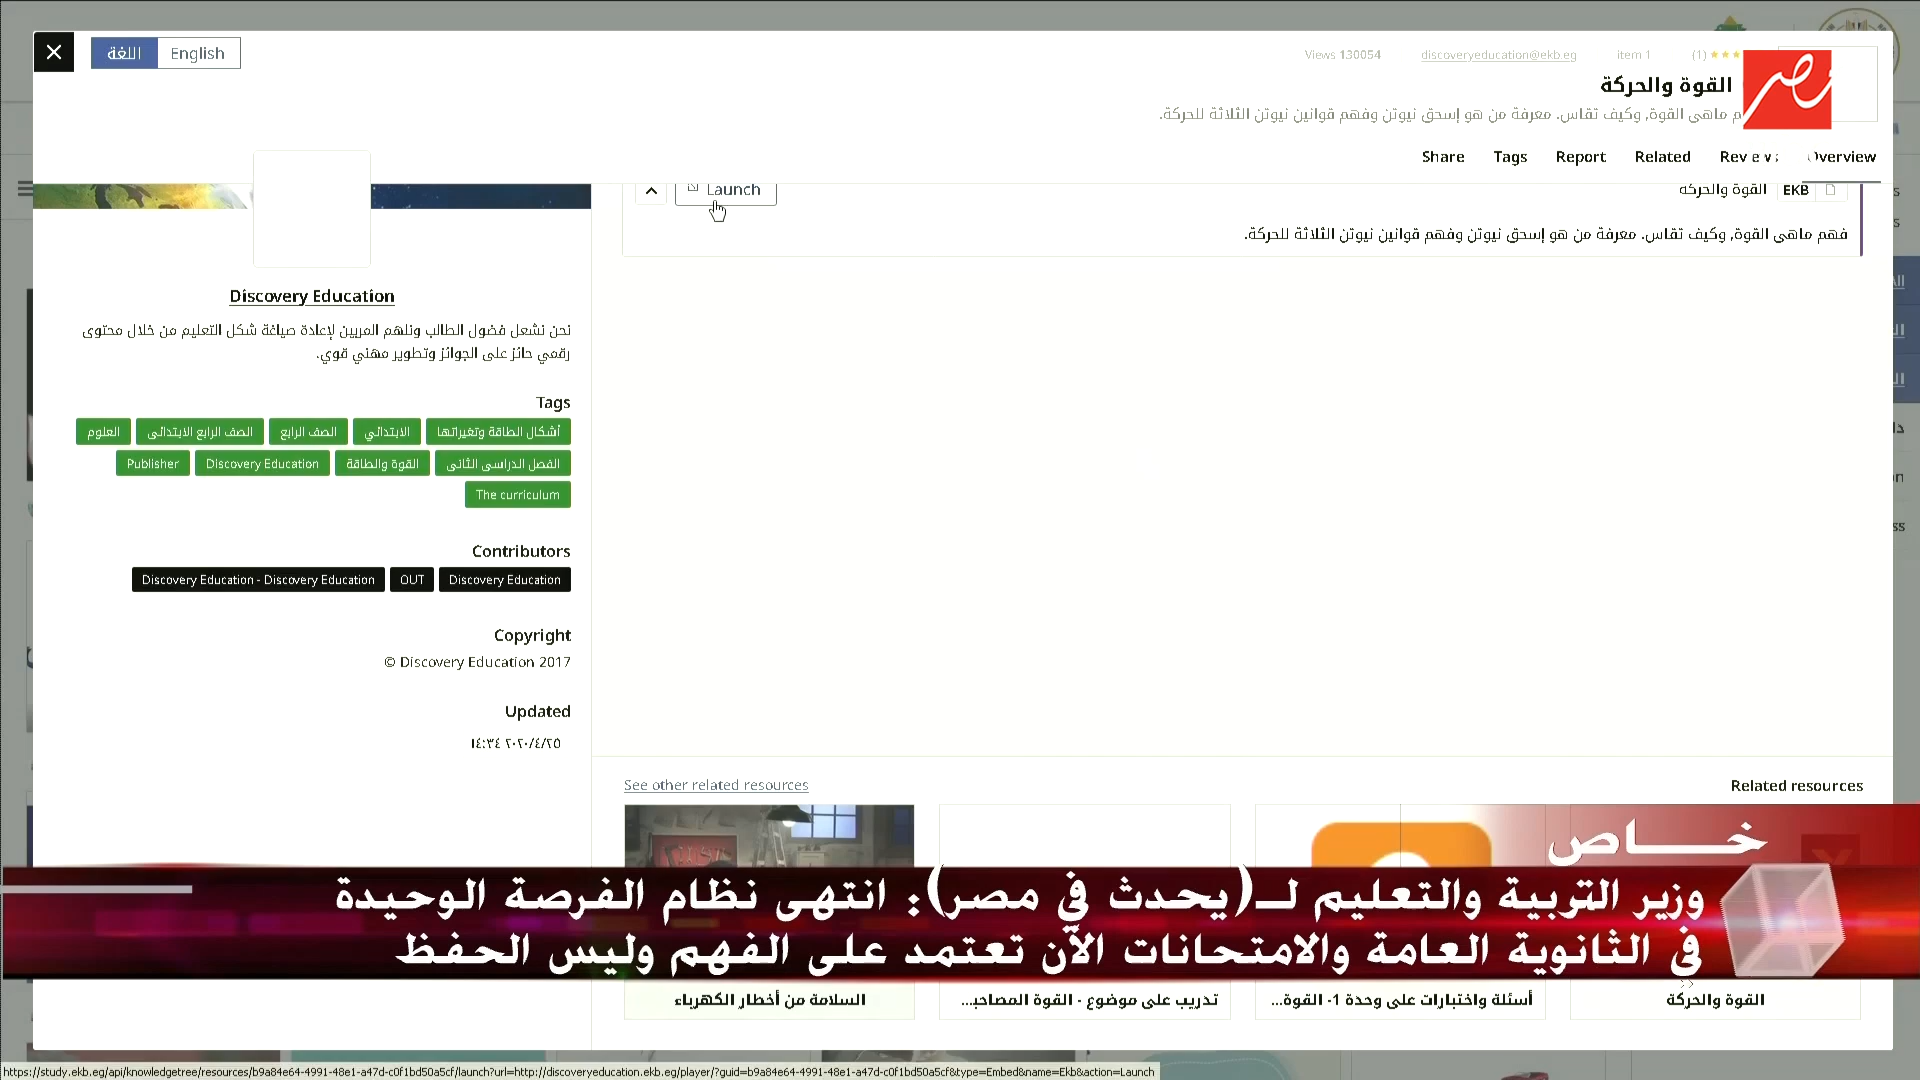 اللغة English
Views 130054 discoveryeducation@ekb.eg item 1 (1)
القوة والحركة
ماهى القوة, وكيف تقاس. معرفة من هو إسحق نيوتن وفهم قوانين نيوتن الثلاثة للحركة.
مصر
Share Tags Report Related Reviews Overview
Launch
القوة والحركة EKB
فهم ماهى القوة, وكيف تقاس. معرفة من هو إسحق نيوتن وفهم قوانين نيوتن الثلاثة للحركة.
Discovery Education
نحن نشعل فضول الطالب ونلهم المربين لإعادة صياغة شكل التعليم من خلال محتوى
رقمي حائز على الجوائز وتطوير مهني قوي.
Tags
أشكال الطاقة وتغيراتها الابتدائي الصف الرابع الصف الرابع الابتدائى العلوم
الفصل الدراسى الثانى القوة والطاقة Discovery Education Publisher
The curriculum
Contributors
Discovery Education - Discovery Education OUT Discovery Education
Copyright
© Discovery Education 2017
Updated
٢٠٢٠/٤/٢٥ ١٤:٣٤
See other related resources
Related resources
خاص
وزير التربية والتعليم لـ(يحدث في مصر): انتهى نظام الفرصة الوحيدة
في الثانوية العامة والامتحانات الآن تعتمد على الفهم وليس الحفظ
القوة والحركة
أسئلة واختبارات على وحدة 1- القوة...
تدريب على موضوع - القوة المصاحبـ...
السلامة من أخطار الكهرباء
https://study.ekb.eg/api/knowledgetree/resources/b9a84e64-4991-48e1-a47d-c0f1bd50a5cf/launch?url=http://discoveryeducation.ekb.eg/player/?guid=b9a84e64-4991-48e1-a47d-c0f1bd50a5cf&type=Embed&name=Ekb&action=Launch